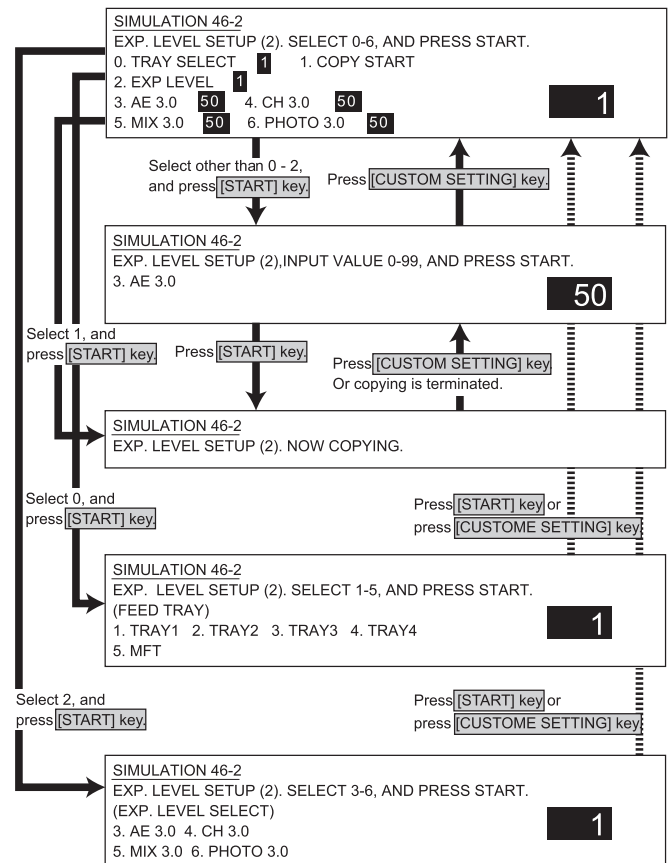 SIMULATION 46-2
EXP. LEVEL SETUP (2). SELECT 0-6, AND PRESS START.
0. TRAY SELECT 1 1. COPY START
2. EXP LEVEL 1
3. AE 3.0 50 4. CH 3.0 50
1
5. MIX 3.0 50 6. PHOTO 3.0 50
Select other than 0 - 2,
and press [START] key.
Press [CUSTOM SETTING] key.
SIMULATION 46-2
EXP. LEVEL SETUP (2),INPUT VALUE 0-99, AND PRESS START.
3. AE 3.0
50
Select 1, and
press [START] key.
Press [START] key.
Press [CUSTOM SETTING] key.
Or copying is terminated.
SIMULATION 46-2
EXP. LEVEL SETUP (2). NOW COPYING.
Select 0, and
press [START] key.
Press [START] key or
press [CUSTOME SETTING] key
SIMULATION 46-2
EXP. LEVEL SETUP (2). SELECT 1-5, AND PRESS START.
(FEED TRAY)
1. TRAY1 2. TRAY2 3. TRAY3 4. TRAY4
1
5. MFT
Select 2, and
press [START] key.
Press [START] key or
press [CUSTOME SETTING] key
SIMULATION 46-2
EXP. LEVEL SETUP (2). SELECT 3-6, AND PRESS START.
(EXP. LEVEL SELECT)
3. AE 3.0 4. CH 3.0
1
5. MIX 3.0 6. PHOTO 3.0